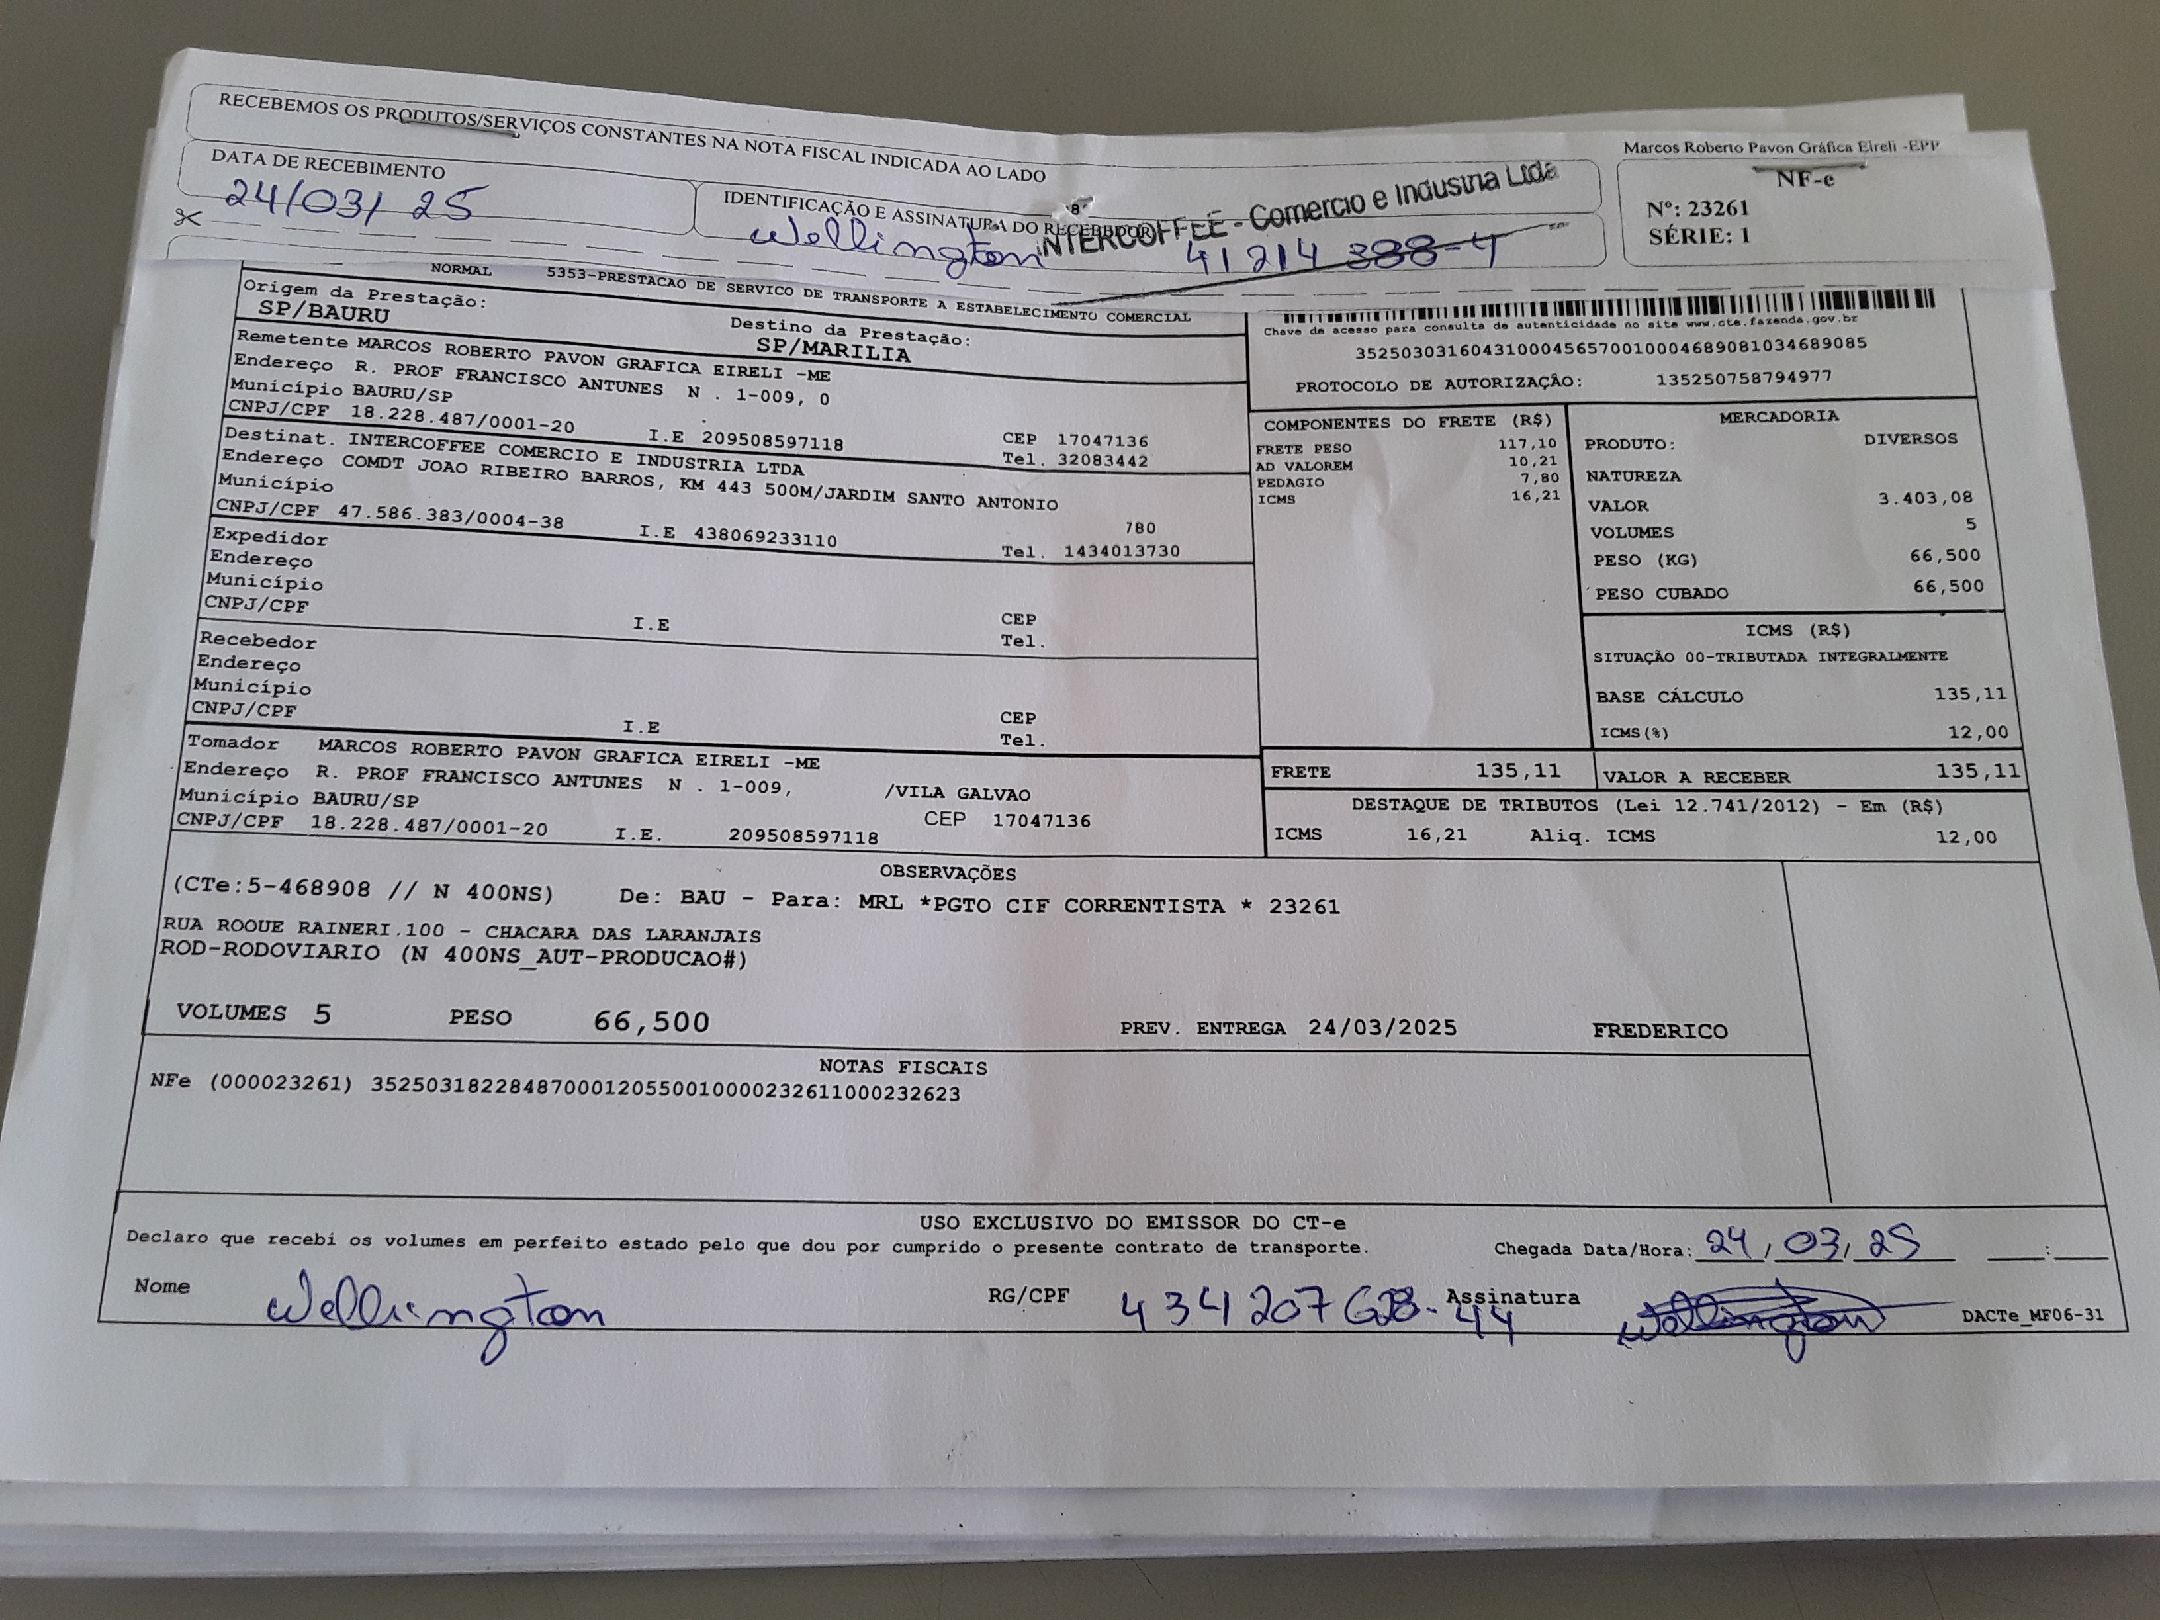 RECEBEMOS OS PRODUTOS/SERVIÇOS CONSTANTES NA NOTA FISCAL INDICADA AO LADO
Marcos Roberto Pavon Gráfica Eireli -EPP
DATA DE RECEBIMENTO
24/03/25
IDENTIFICAÇÃO E ASSINATURA DO RECEBEDOR
Wellington
INTERCOFFEE - Comercio e Industria Ltda
41214388-4
NF-e
Nº: 23261
SÉRIE: 1
NORMAL 5353-PRESTACAO DE SERVICO DE TRANSPORTE A ESTABELECIMENTO COMERCIAL
Origem da Prestação:
SP/BAURU
Destino da Prestação:
SP/MARILIA
Remetente MARCOS ROBERTO PAVON GRAFICA EIRELI -ME
Endereço R. PROF FRANCISCO ANTUNES N . 1-009, 0
Município BAURU/SP
CEP 17047136
CNPJ/CPF 18.228.487/0001-20 I.E 209508597118 Tel. 32083442
Destinat. INTERCOFFEE COMERCIO E INDUSTRIA LTDA
Endereço COMDT JOAO RIBEIRO BARROS, KM 443 500M/JARDIM SANTO ANTONIO
Município 780
CNPJ/CPF 47.586.383/0004-38 I.E 438069233110 Tel. 1434013730
Expedidor
Endereço
Município CEP
CNPJ/CPF I.E Tel.
Recebedor
Endereço
Município CEP
CNPJ/CPF I.E Tel.
Tomador MARCOS ROBERTO PAVON GRAFICA EIRELI -ME
Endereço R. PROF FRANCISCO ANTUNES N . 1-009, /VILA GALVAO
Município BAURU/SP CEP 17047136
CNPJ/CPF 18.228.487/0001-20 I.E. 209508597118
Chave de acesso para consulta de autenticidade no site www.cte.fazenda.gov.br
35250303160431000456570010004689081034689085
PROTOCOLO DE AUTORIZAÇÃO: 135250758794977
COMPONENTES DO FRETE (R$)
FRETE PESO 117,10
AD VALOREM 10,21
PEDAGIO 7,80
ICMS 16,21
MERCADORIA
PRODUTO: DIVERSOS
NATUREZA
VALOR 3.403,08
VOLUMES 5
PESO (KG) 66,500
PESO CUBADO 66,500
ICMS (R$)
SITUAÇÃO 00-TRIBUTADA INTEGRALMENTE
BASE CÁLCULO 135,11
ICMS(%) 12,00
FRETE 135,11 VALOR A RECEBER 135,11
DESTAQUE DE TRIBUTOS (Lei 12.741/2012) - Em (R$)
ICMS 16,21 Aliq. ICMS 12,00
OBSERVAÇÕES
(CTe:5-468908 // N 400NS) De: BAU - Para: MRL *PGTO CIF CORRENTISTA * 23261
RUA ROQUE RAINERI.100 - CHACARA DAS LARANJAIS
ROD-RODOVIARIO (N 400NS_AUT-PRODUCAO#)
VOLUMES 5 PESO 66,500 PREV. ENTREGA 24/03/2025 FREDERICO
NOTAS FISCAIS
NFe (000023261) 35250318228487000120550010000232611000232623
USO EXCLUSIVO DO EMISSOR DO CT-e
Declaro que recebi os volumes em perfeito estado pelo que dou por cumprido o presente contrato de transporte. Chegada Data/Hora: 24/03/25 :
Nome Wellington RG/CPF 434207628-44 Assinatura Wellington DACTe_MF06-31